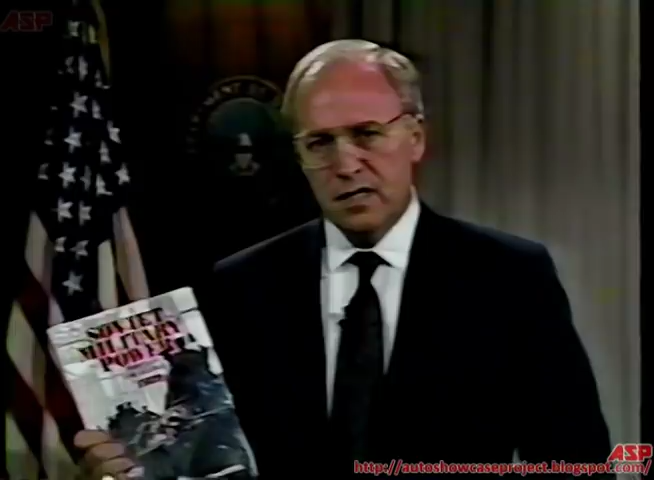 ASP
SOVIET
MILITARY
POWER
ASP
http://autoshowcaseproject.blogspot.com/